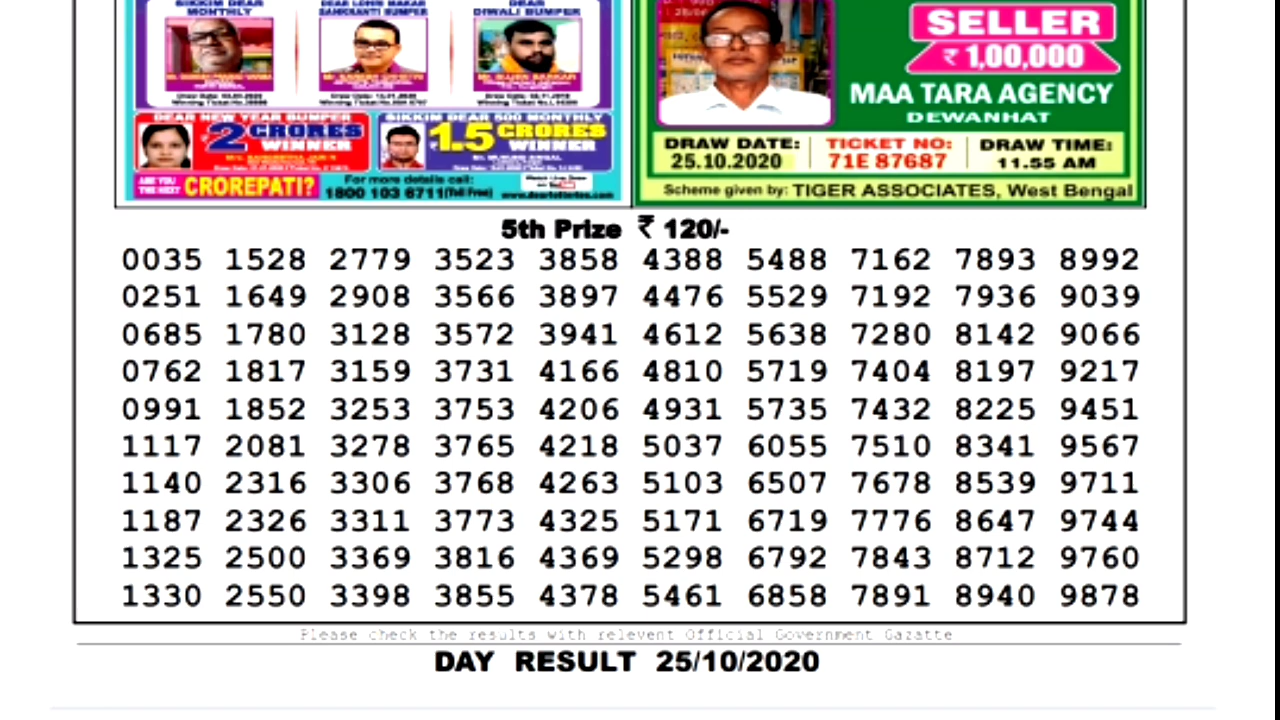 SIKKIM DEAR
MONTHLY
DEAR LOHRI MAKAR
SANKRANTI BUMPER
DEAR
DIWALI BUMPER
SELLER
₹ 1,00,000
MAA TARA AGENCY
DEWANHAT
DEAR NEW YEAR BUMPER
₹2 CRORES
WINNER
SIKKIM DEAR 500 MONTHLY
₹1.5 CRORES
WINNER
DRAW DATE:
25.10.2020
TICKET NO:
71E 87687
DRAW TIME:
11.55 AM
ARE YOU
THE NEXT
CROREPATI?
For more details call:
1800 103 6711(Toll Free)
www.dearlotteries.com
Scheme given by: TIGER ASSOCIATES, West Bengal
5th Prize ₹ 120/-
0035 1528 2779 3523 3858 4388 5488 7162 7893 8992
0251 1649 2908 3566 3897 4476 5529 7192 7936 9039
0685 1780 3128 3572 3941 4612 5638 7280 8142 9066
0762 1817 3159 3731 4166 4810 5719 7404 8197 9217
0991 1852 3253 3753 4206 4931 5735 7432 8225 9451
1117 2081 3278 3765 4218 5037 6055 7510 8341 9567
1140 2316 3306 3768 4263 5103 6507 7678 8539 9711
1187 2326 3311 3773 4325 5171 6719 7776 8647 9744
1325 2500 3369 3816 4369 5298 6792 7843 8712 9760
1330 2550 3398 3855 4378 5461 6858 7891 8940 9878
Please check the results with relevent Official Government Gazatte
DAY RESULT 25/10/2020